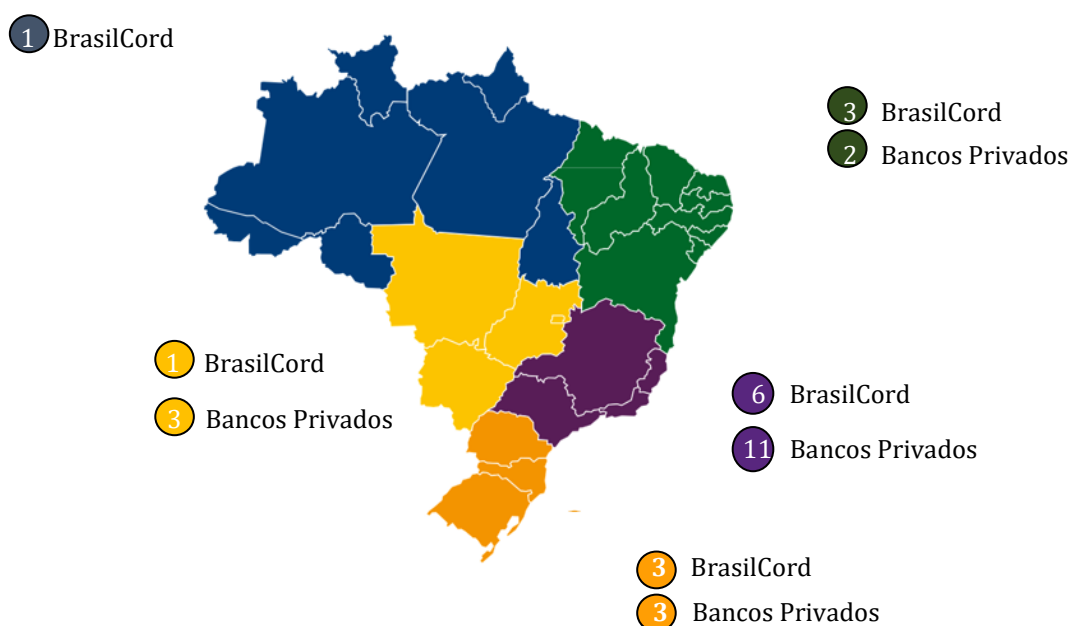 1 BrasilCord
3 BrasilCord
2 Bancos Privados
1 BrasilCord
3 Bancos Privados
6 BrasilCord
11 Bancos Privados
3 BrasilCord
3 Bancos Privados